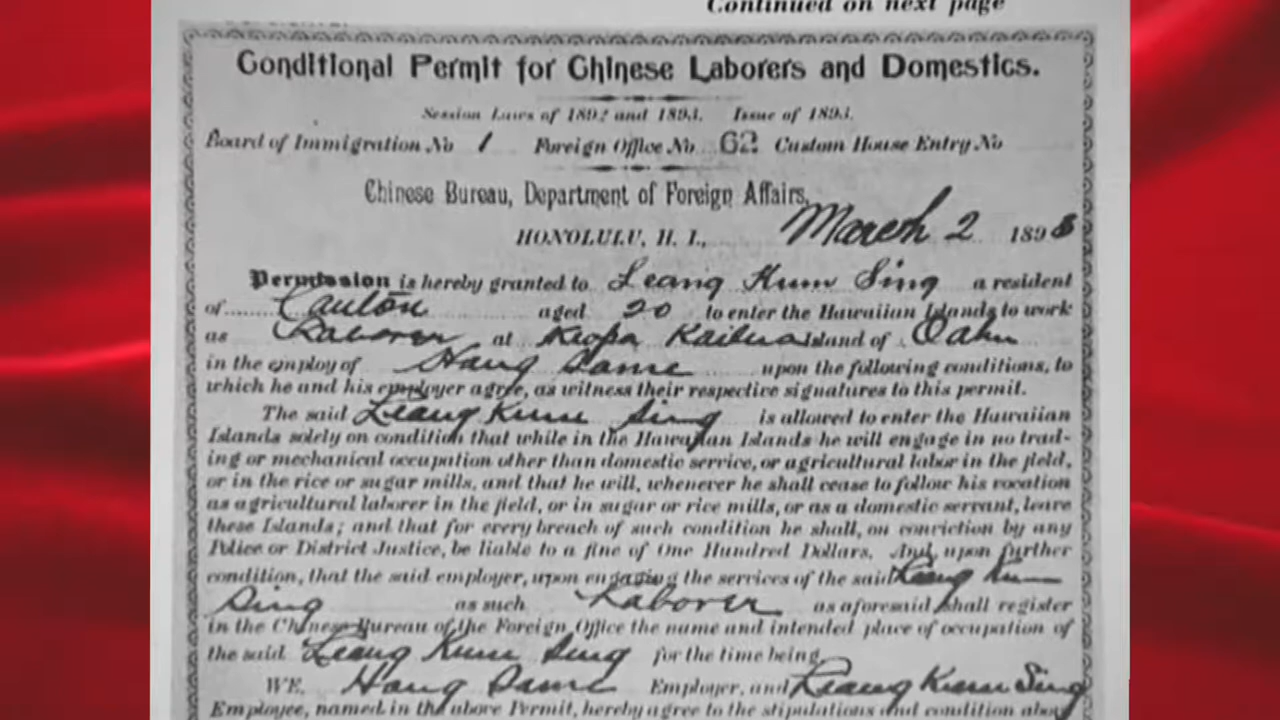 Continued on next page
Conditional Permit for Chinese Laborers and Domestics.
Session Laws of 1892 and 1893. Issue of 1893.
Board of Immigration No 1 Foreign Office No 62 Custom House Entry No
Chinese Bureau, Department of Foreign Affairs,
HONOLULU, H. I., March 2 189
Permission is hereby granted to Leang Kum Sing a resident
of Canton aged 20 to enter the Hawaiian Islands to work
as Laborer at Kailua Island of Oahu
in the employ of Hang upon the following conditions, to
which he and his employer agree, as witness their respective signatures to this permit.
The said Leang Kum Sing is allowed to enter the Hawaiian
Islands solely on condition that while in the Hawaiian Islands he will engage in no trad-
ing or mechanical occupation other than domestic service, or agricultural labor in the field,
or in the rice or sugar mills, and that he will, whenever he shall cease to follow his vocation
as agricultural laborer in the field, or in sugar or rice mills, or as a domestic servant, leave
these Islands; and that for every breach of such condition he shall, on conviction by any
Police or District Justice, be liable to a fine of One Hundred Dollars. And, upon further
condition, that the said employer, upon engaging the services of the said Leang Kum
Sing as such Laborer as aforesaid shall register
in the Chinese Bureau of the Foreign Office the name and intended place of occupation of
the said Leang Kum Sing for the time being.
WE, Hang Employer, and Leang Kum Sing
Employee, named in the above Permit, hereby agree to the stipulations and condition above